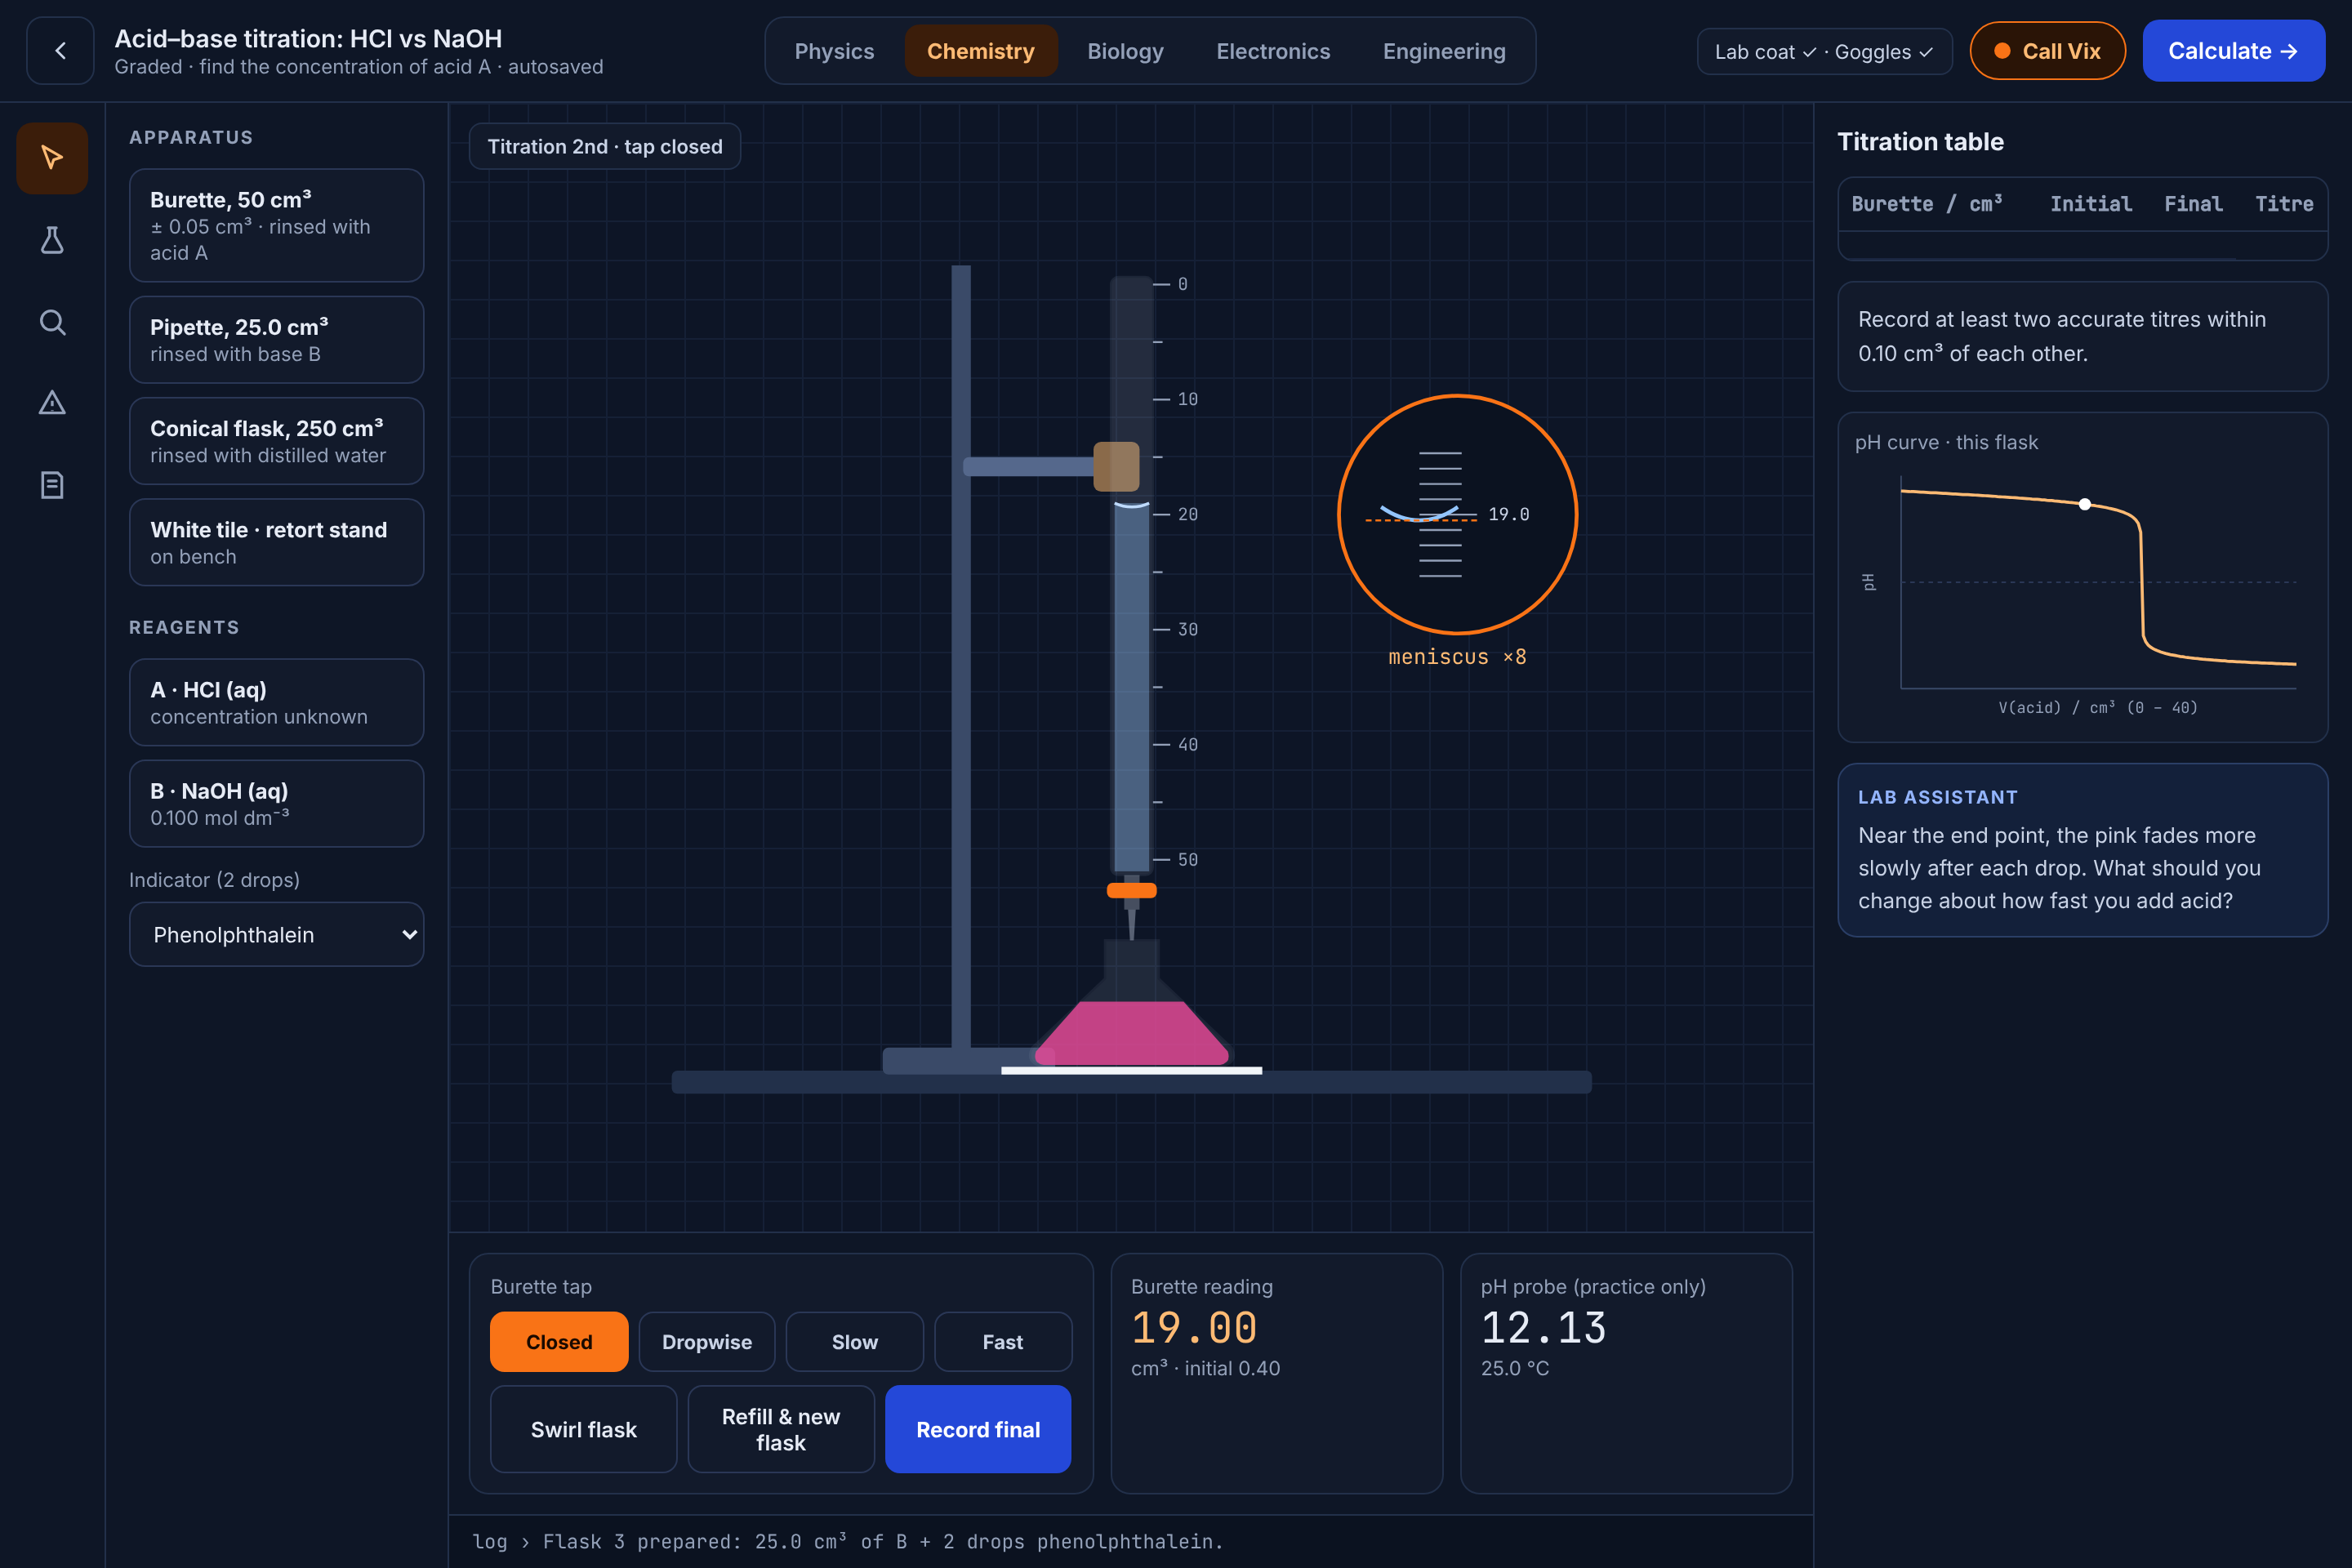 Acid–base titration: HCl vs NaOH
Graded · find the concentration of acid A · autosaved
Physics
Chemistry
Biology
Electronics
Engineering
Lab coat ✓ · Goggles ✓
Call Vix
Calculate →
APPARATUS
Burette, 50 cm³
± 0.05 cm³ · rinsed with
acid A
Pipette, 25.0 cm³
rinsed with base B
Conical flask, 250 cm³
rinsed with distilled water
White tile · retort stand
on bench
REAGENTS
A · HCl (aq)
concentration unknown
B · NaOH (aq)
0.100 mol dm⁻³
Indicator (2 drops)
Phenolphthalein
Titration 2nd · tap closed
0
10
20
30
40
50
19.0
meniscus ×8
Burette tap
Closed
Dropwise
Slow
Fast
Swirl flask
Refill & new
flask
Record final
Burette reading
19.00
cm³ · initial 0.40
pH probe (practice only)
12.13
25.0 °C
log › Flask 3 prepared: 25.0 cm³ of B + 2 drops phenolphthalein.
Titration table
Burette / cm³ Initial Final Titre
Record at least two accurate titres within
0.10 cm³ of each other.
pH curve · this flask
pH
V(acid) / cm³ (0 – 40)
LAB ASSISTANT
Near the end point, the pink fades more
slowly after each drop. What should you
change about how fast you add acid?